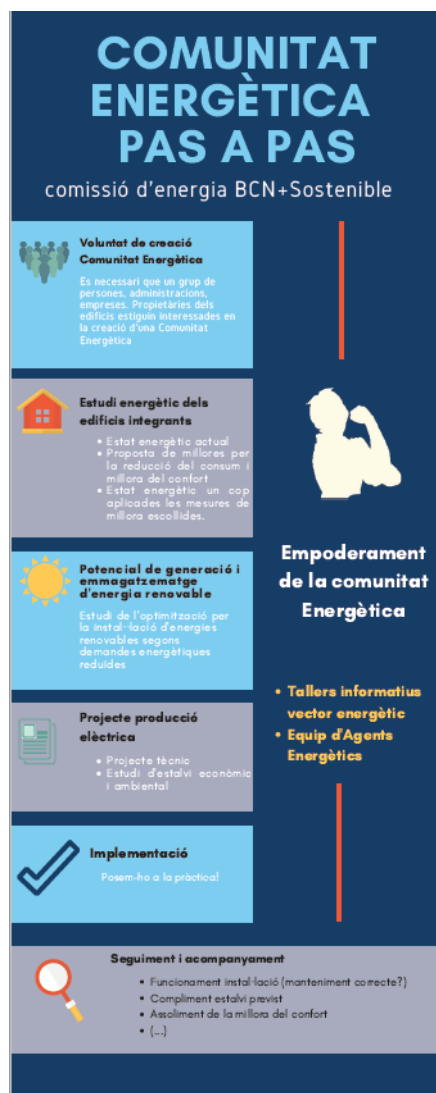 COMUNITAT
ENERGÈTICA
PAS A PAS
comissió d'energia BCN+Sostenible
Voluntat de creació
Comunitat Energètica
Es necessari que un grup de
persones, administracions,
empreses. Propietàries dels
edificis estiguin interessades en
la creació d'una Comunitat
Energètica
Estudi energètic dels
edificis integrants
• Estat energètic actual
• Proposta de millores per
la reducció del consum i
millora del confort
• Estat energètic un cop
aplicades les mesures de
millora escollides.
Potencial de generació i
emmagatzematge
d'energia renovable
Estudi de l'optimització per
la instal·lació d'energies
renovables segons
demandes energètiques
reduïdes
Projecte producció
elèctrica
• Projecte tècnic
• Estudi d'estalvi econòmic
i ambiental
Implementació
Posem-ho a la pràctica!
Empoderament
de la comunitat
Energètica
• Tallers informatius
vector energètic
• Equip d'Agents
Energètics
Seguiment i acompanyament
• Funcionament instal·lació (manteniment correcte?)
• Compliment estalvi previst
• Assoliment de la millora del confort
• (...)